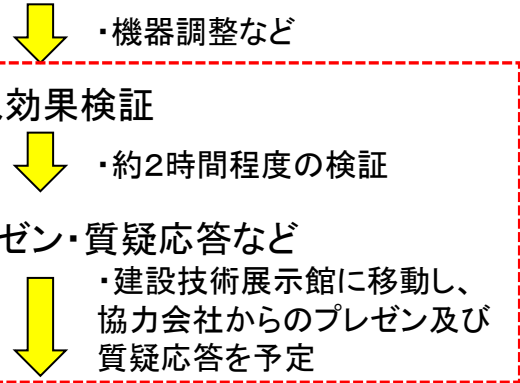 ・機器調整など
効果検証
・約2時間程度の検証
ゼン・質疑応答など
・建設技術展示館に移動し、
協力会社からのプレゼン及び
質疑応答を予定